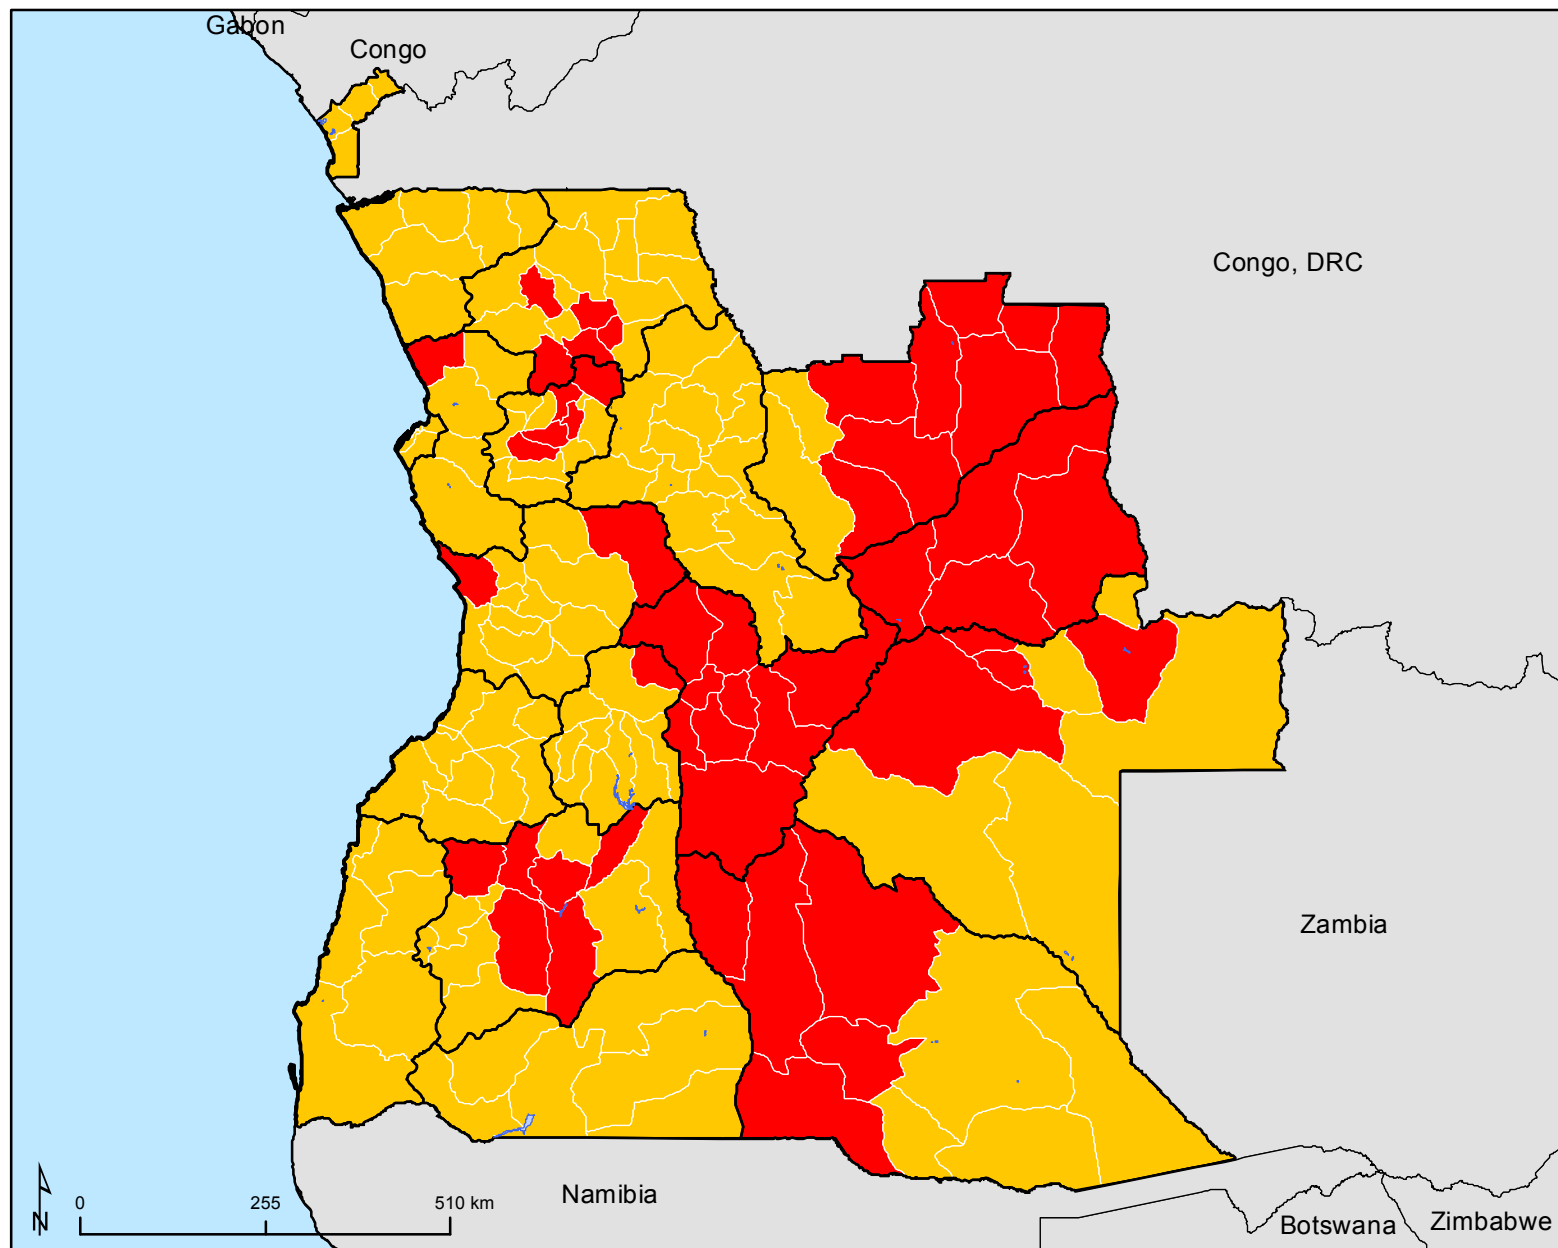 Gabon
Congo
Congo, DRC
Zambia
Namibia
Botswana
Zimbabwe
N
0 255 510 km